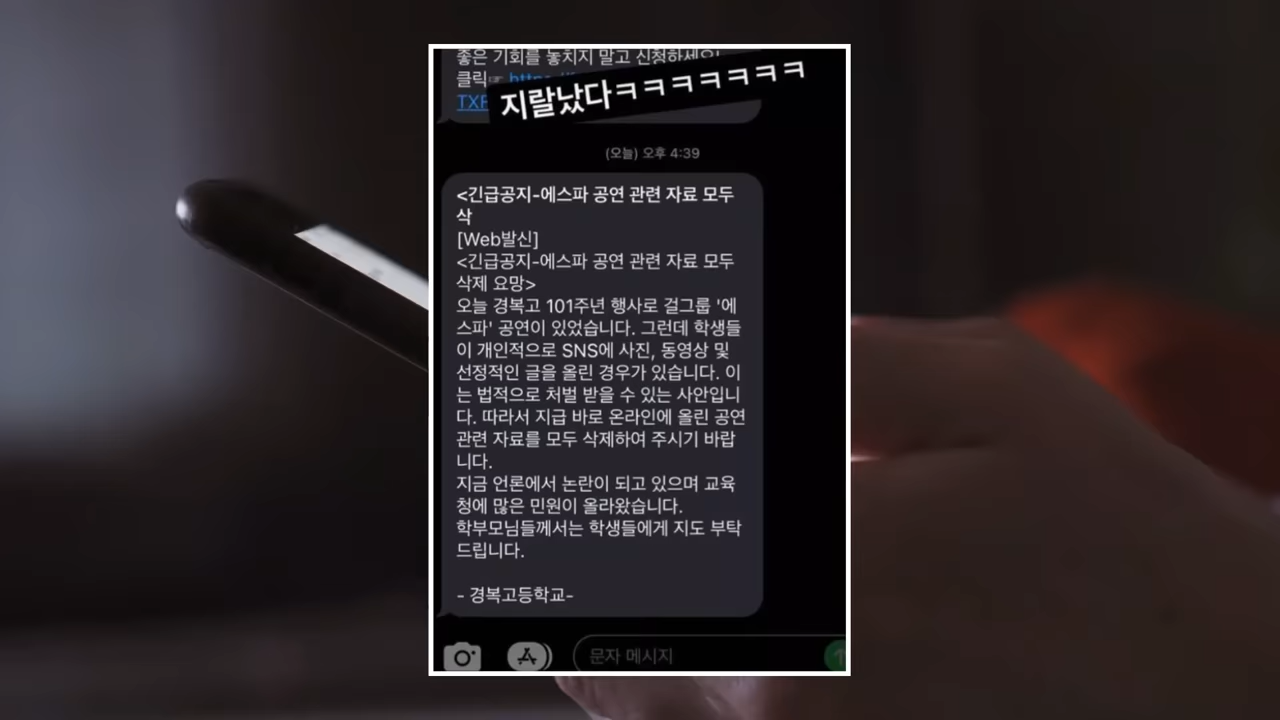 좋은 기회를 놓치지 말고 신청하세요!
클릭☞ https:/
TXF
지랄났다ㅋㅋㅋㅋㅋㅋㅋ
(오늘) 오후 4:39
<긴급공지-에스파 공연 관련 자료 모두
삭
[Web발신]
<긴급공지-에스파 공연 관련 자료 모두
삭제 요망>
오늘 경복고 101주년 행사로 걸그룹 '에
스파' 공연이 있었습니다. 그런데 학생들
이 개인적으로 SNS에 사진, 동영상 및
선정적인 글을 올린 경우가 있습니다. 이
는 법적으로 처벌 받을 수 있는 사안입니
다. 따라서 지급 바로 온라인에 올린 공연
관련 자료를 모두 삭제하여 주시기 바랍
니다.
지금 언론에서 논란이 되고 있으며 교육
청에 많은 민원이 올라왔습니다.
학부모님들께서는 학생들에게 지도 부탁
드립니다.
- 경복고등학교-
문자 메시지